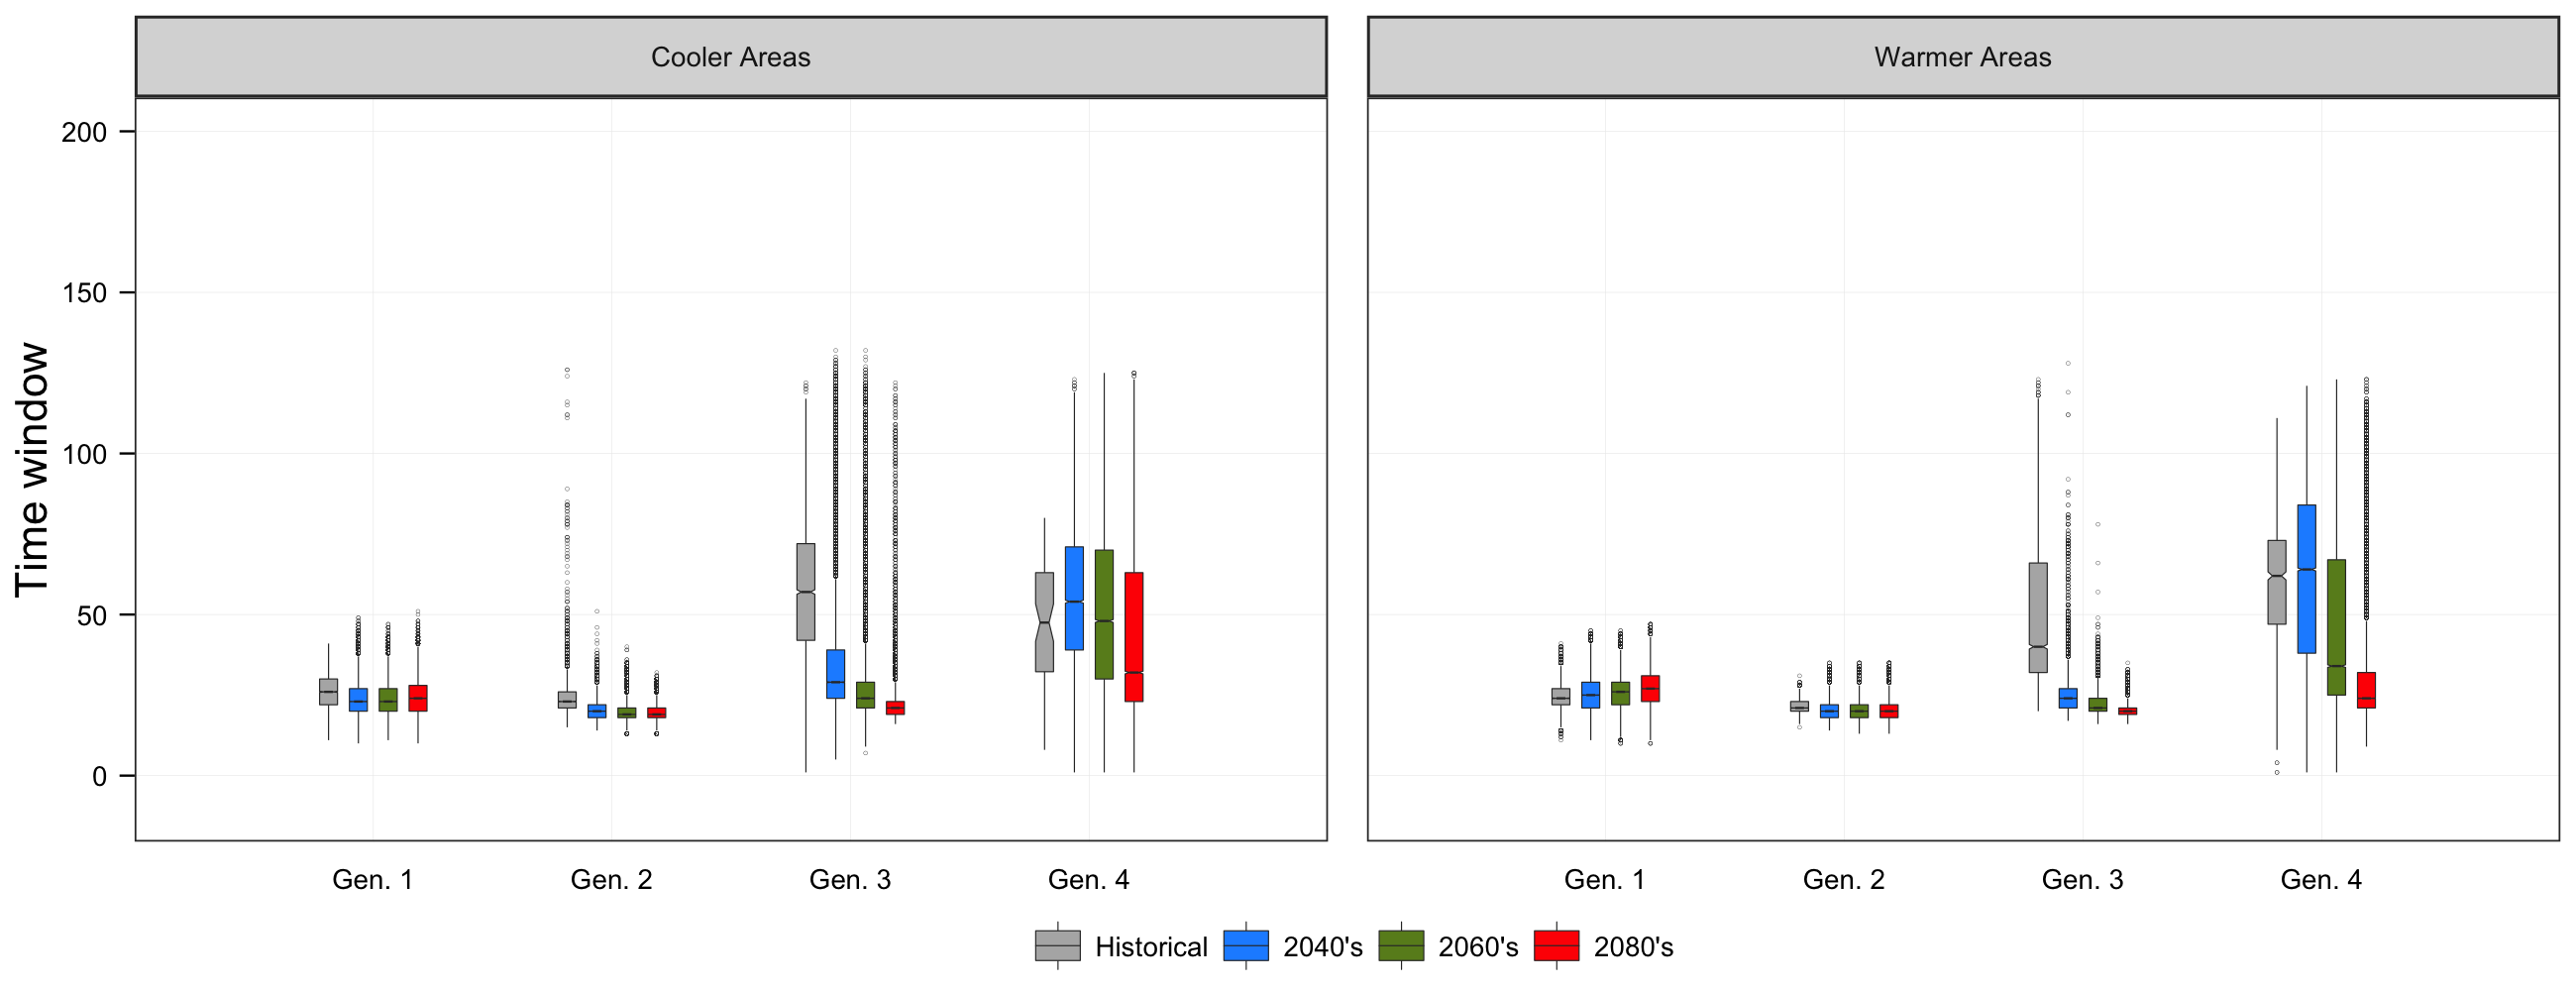 Cooler Areas
Warmer Areas
Time window
200
150
100
50
0
Gen. 1
Gen. 2
Gen. 3
Gen. 4
Gen. 1
Gen. 2
Gen. 3
Gen. 4
Historical
2040's
2060's
2080's